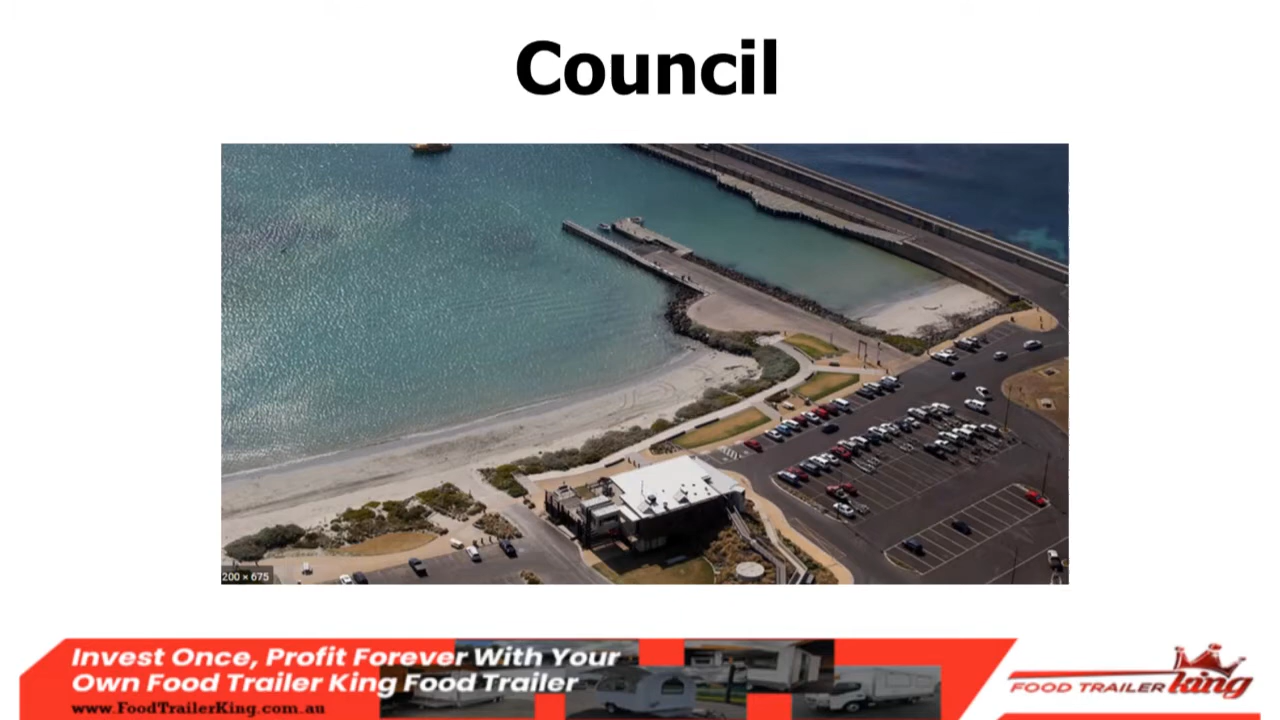 Council
200 × 675
Invest Once, Profit Forever With Your
Own Food Trailer King Food Trailer
www.FoodTrailerKing.com.au
FOOD TRAILER king